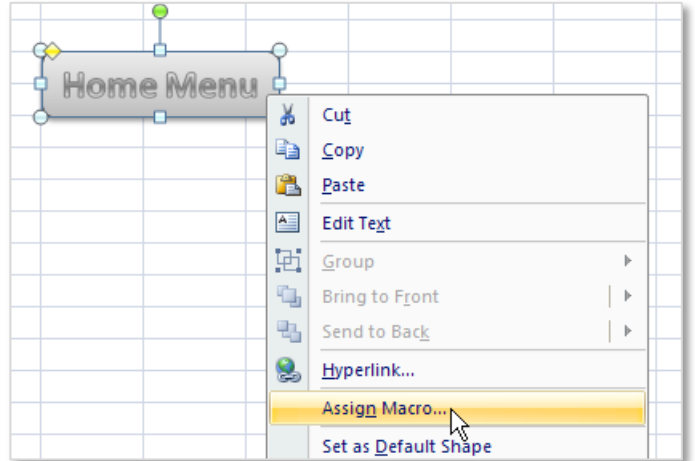 Home Menu
Cut
Copy
Paste
Edit Text
Group
Bring to Front
Send to Back
Hyperlink...
Assign Macro...
Set as Default Shape